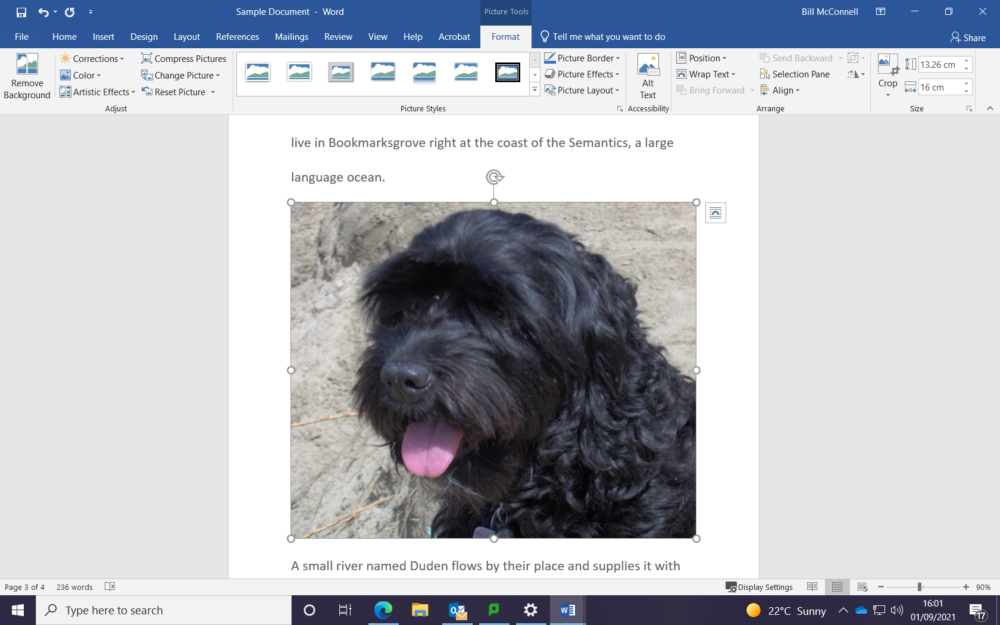 Sample Document - Word
Picture Tools
Bill McConnell
File Home Insert Design Layout References Mailings Review View Help Acrobat Format Tell me what you want to do Share
Remove Background
Corrections
Color
Artistic Effects
Compress Pictures
Change Picture
Reset Picture
Adjust
Picture Styles
Picture Border
Picture Effects
Picture Layout
Alt Text
Accessibility
Position
Wrap Text
Bring Forward
Send Backward
Selection Pane
Align
Arrange
Crop
13.26 cm
16 cm
Size
live in Bookmarksgrove right at the coast of the Semantics, a large
language ocean.
A small river named Duden flows by their place and supplies it with
Page 3 of 4 236 words Display Settings 90%
Type here to search
22°C Sunny
16:01
01/09/2021
17